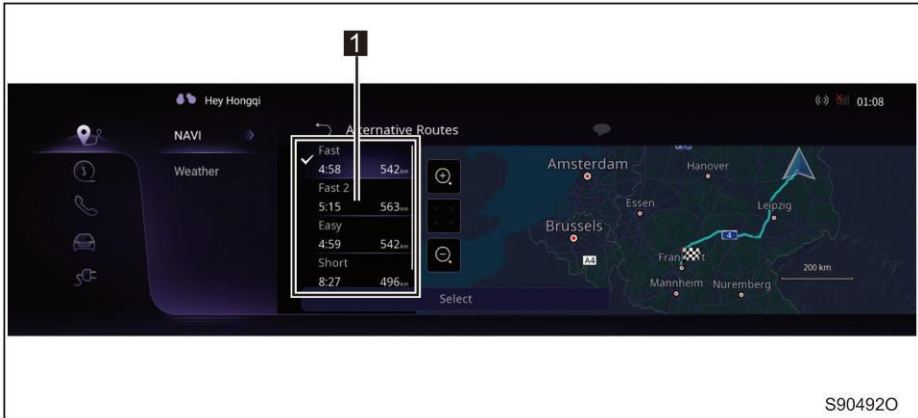 1
Hey Hongqi
01:08
NAVI
Weather
Alternative Routes
Fast
4:58 542km
Fast 2
5:15 563km
Easy
4:59 542km
Short
8:27 496km
Select
Amsterdam
Hanover
Essen
Leipzig
Brussels
4
A4
200 km
Mannheim
Nuremberg
S90492O